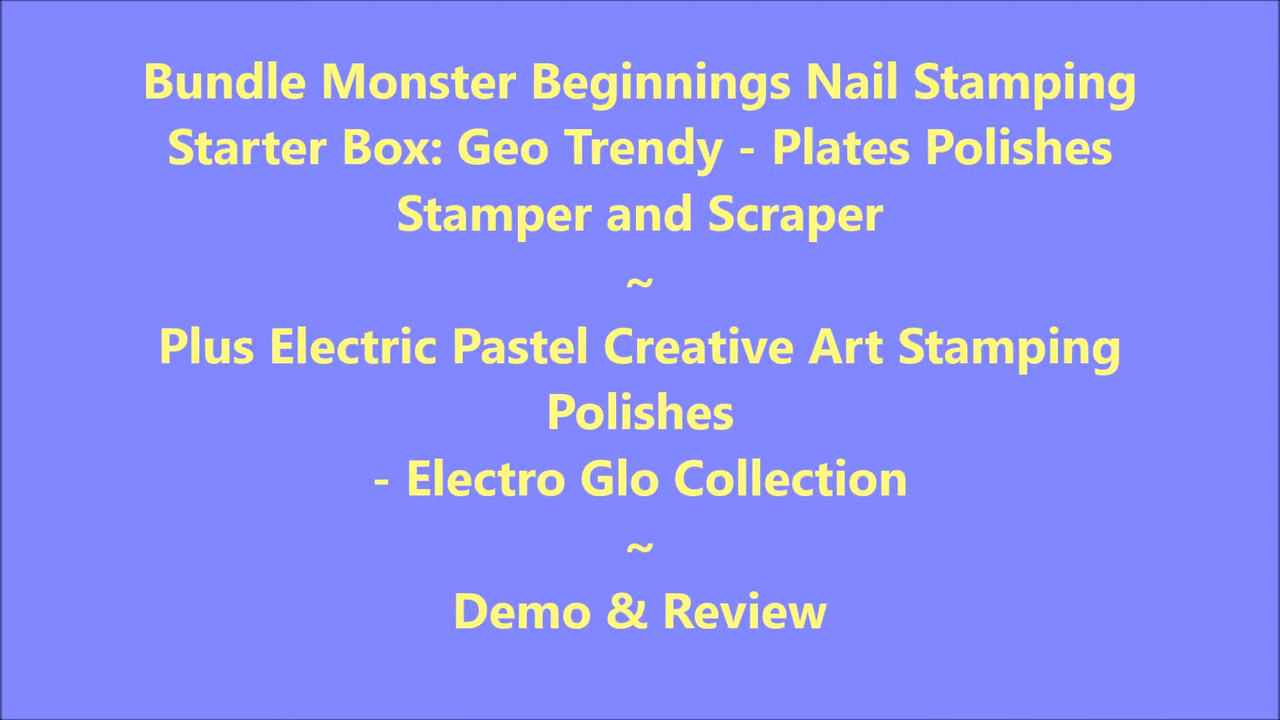 Bundle Monster Beginnings Nail Stamping
Starter Box: Geo Trendy - Plates Polishes
Stamper and Scraper
~
Plus Electric Pastel Creative Art Stamping
Polishes
- Electro Glo Collection
~
Demo & Review